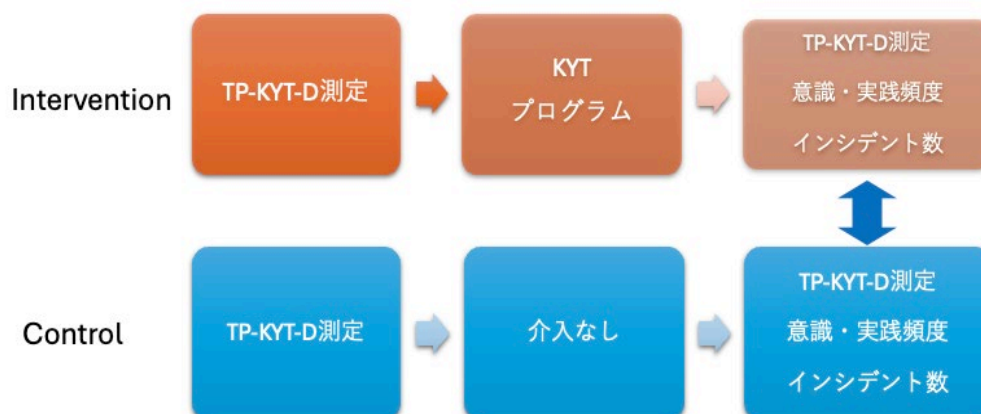 Intervention
TP-KYT-D測定
KYT
プログラム
TP-KYT-D測定
意識・実践頻度
インシデント数
Control
TP-KYT-D測定
介入なし
TP-KYT-D測定
意識・実践頻度
インシデント数